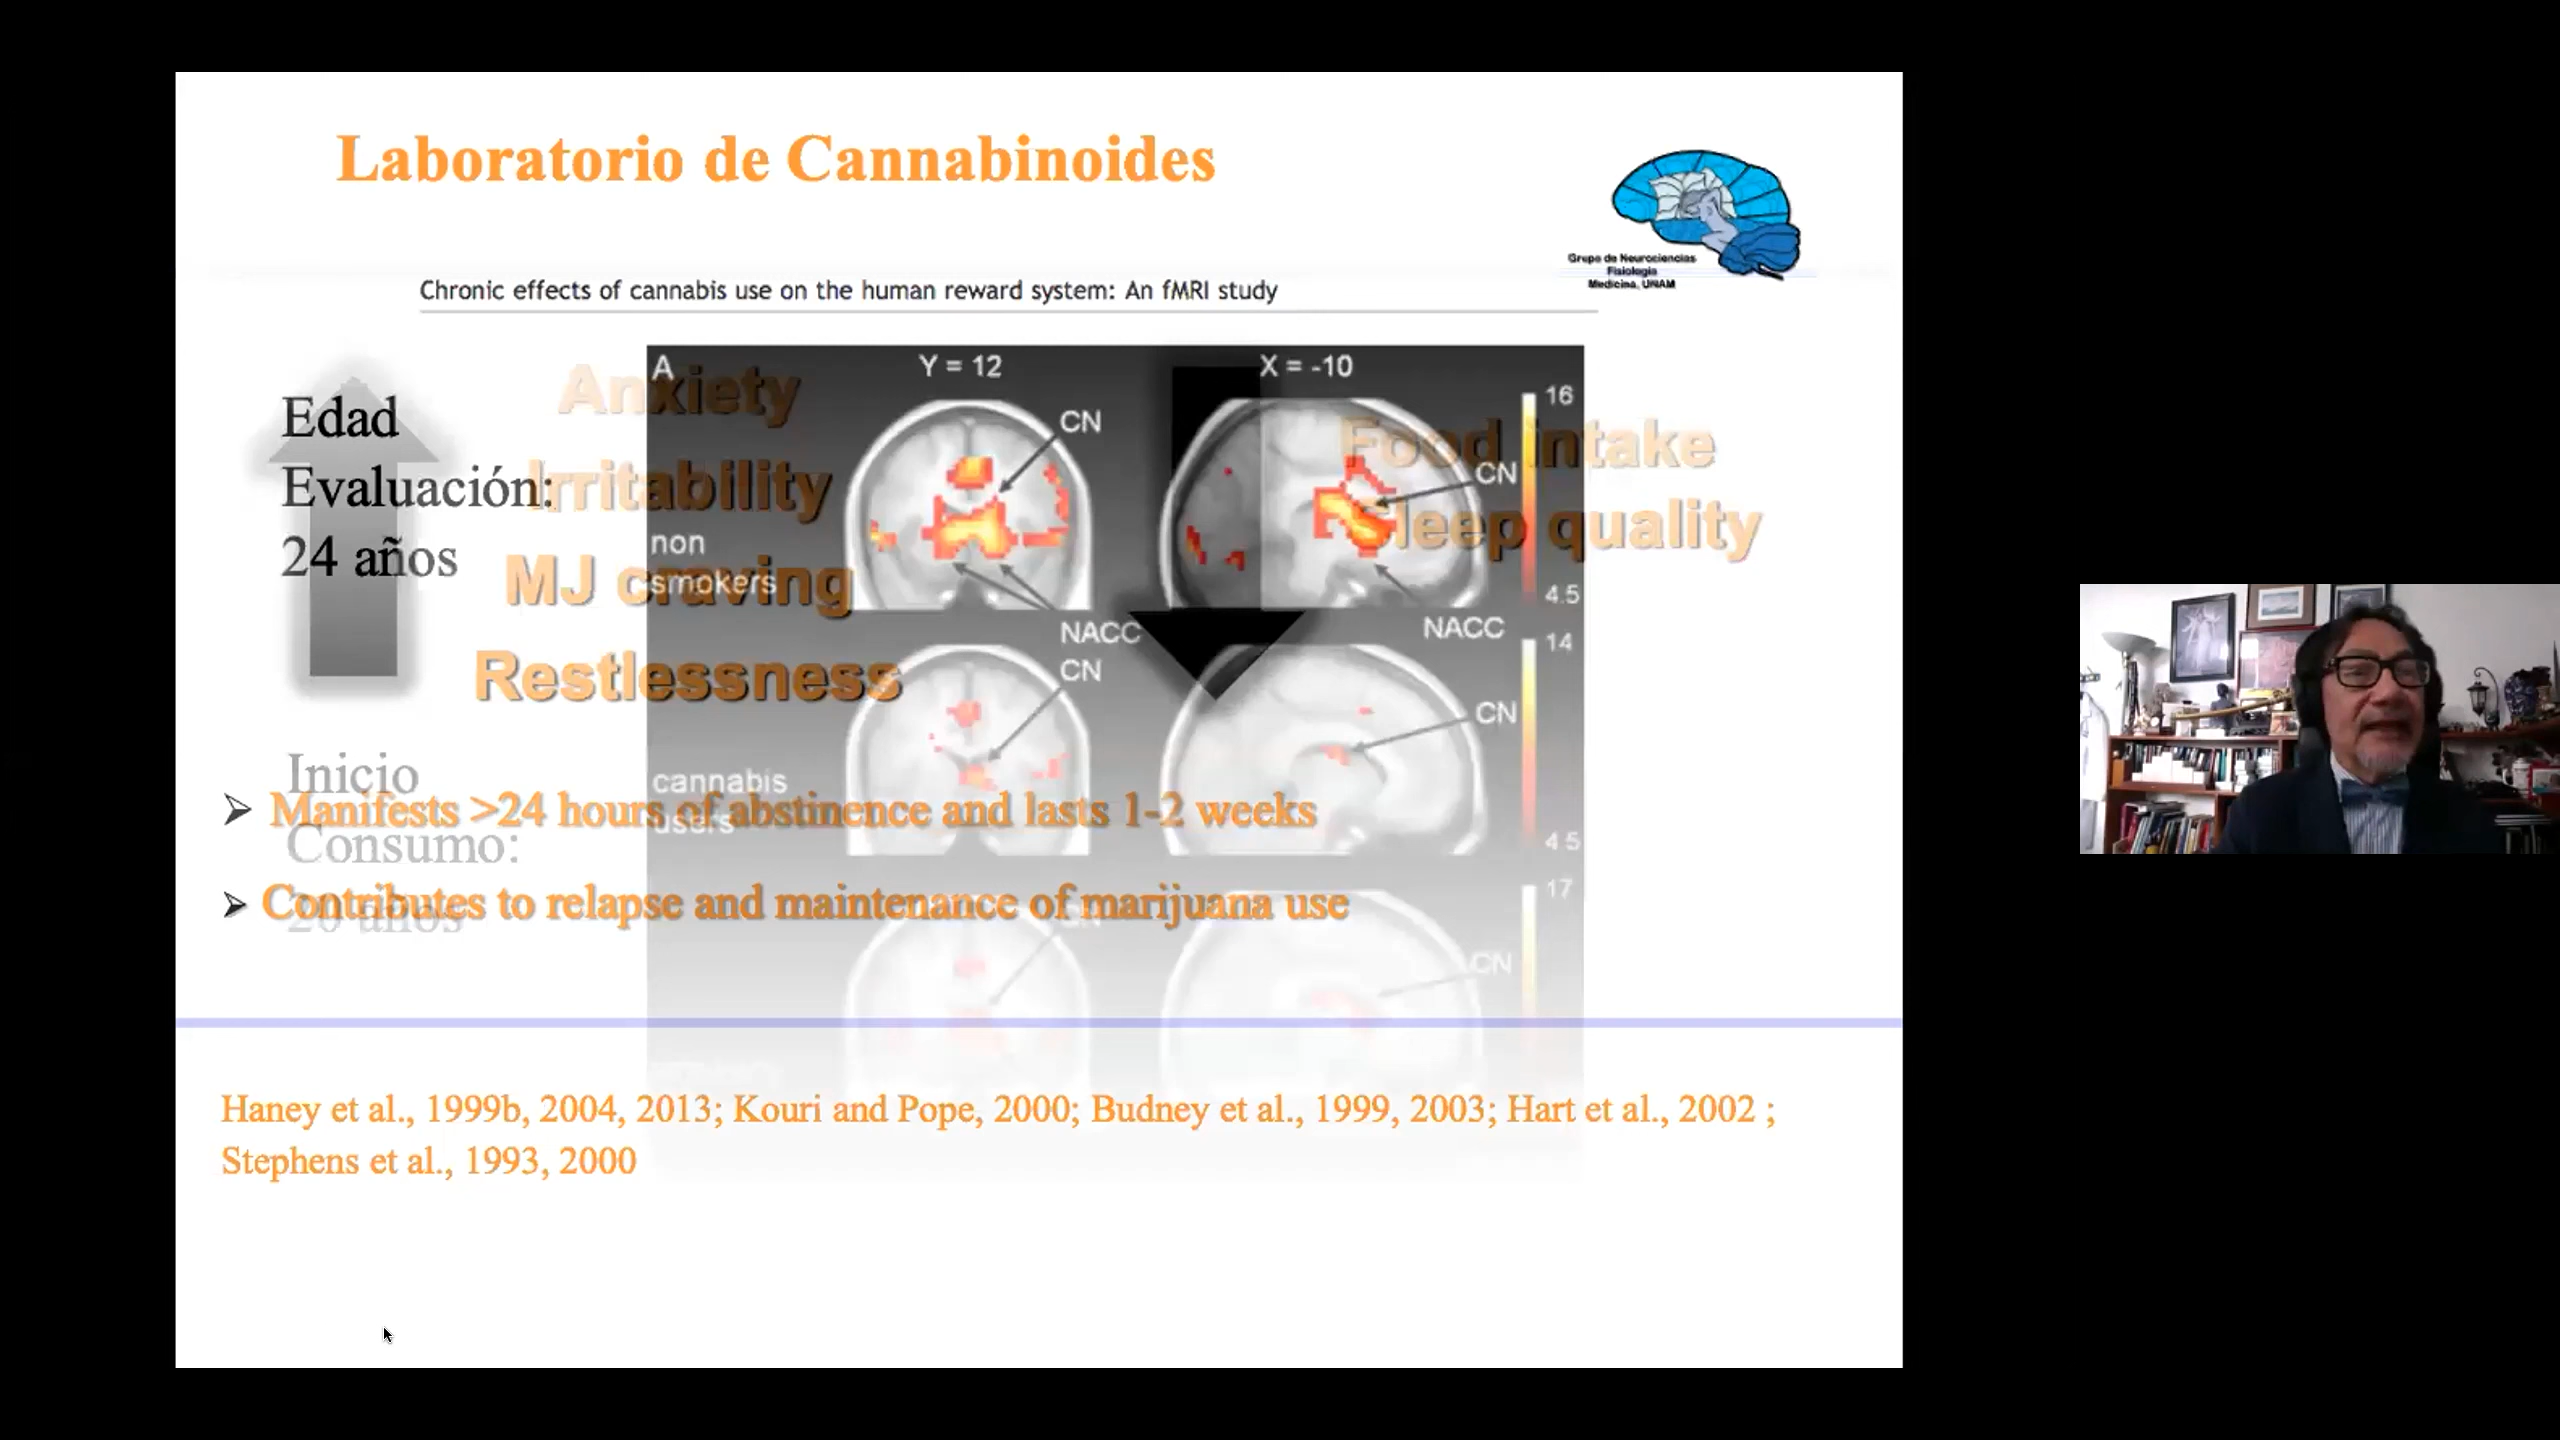 Laboratorio de Cannabinoides
Grupo de Neurociencias
Fisiología
Medicina, UNAM
Chronic effects of cannabis use on the human reward system: An fMRI study
Edad
Evaluación:
24 años
Anxiety
Irritability
MJ craving
Restlessness
Food intake
Sleep quality
A
Y = 12
X = -10
CN
CN
16
4.5
non
smokers
NACC
NACC
CN
CN
14
4.5
cannabis
users
17
CN
CN
Inicio
Consumo:
20 años
➢ Manifests >24 hours of abstinence and lasts 1-2 weeks
➢ Contributes to relapse and maintenance of marijuana use
Haney et al., 1999b, 2004, 2013; Kouri and Pope, 2000; Budney et al., 1999, 2003; Hart et al., 2002 ;
Stephens et al., 1993, 2000